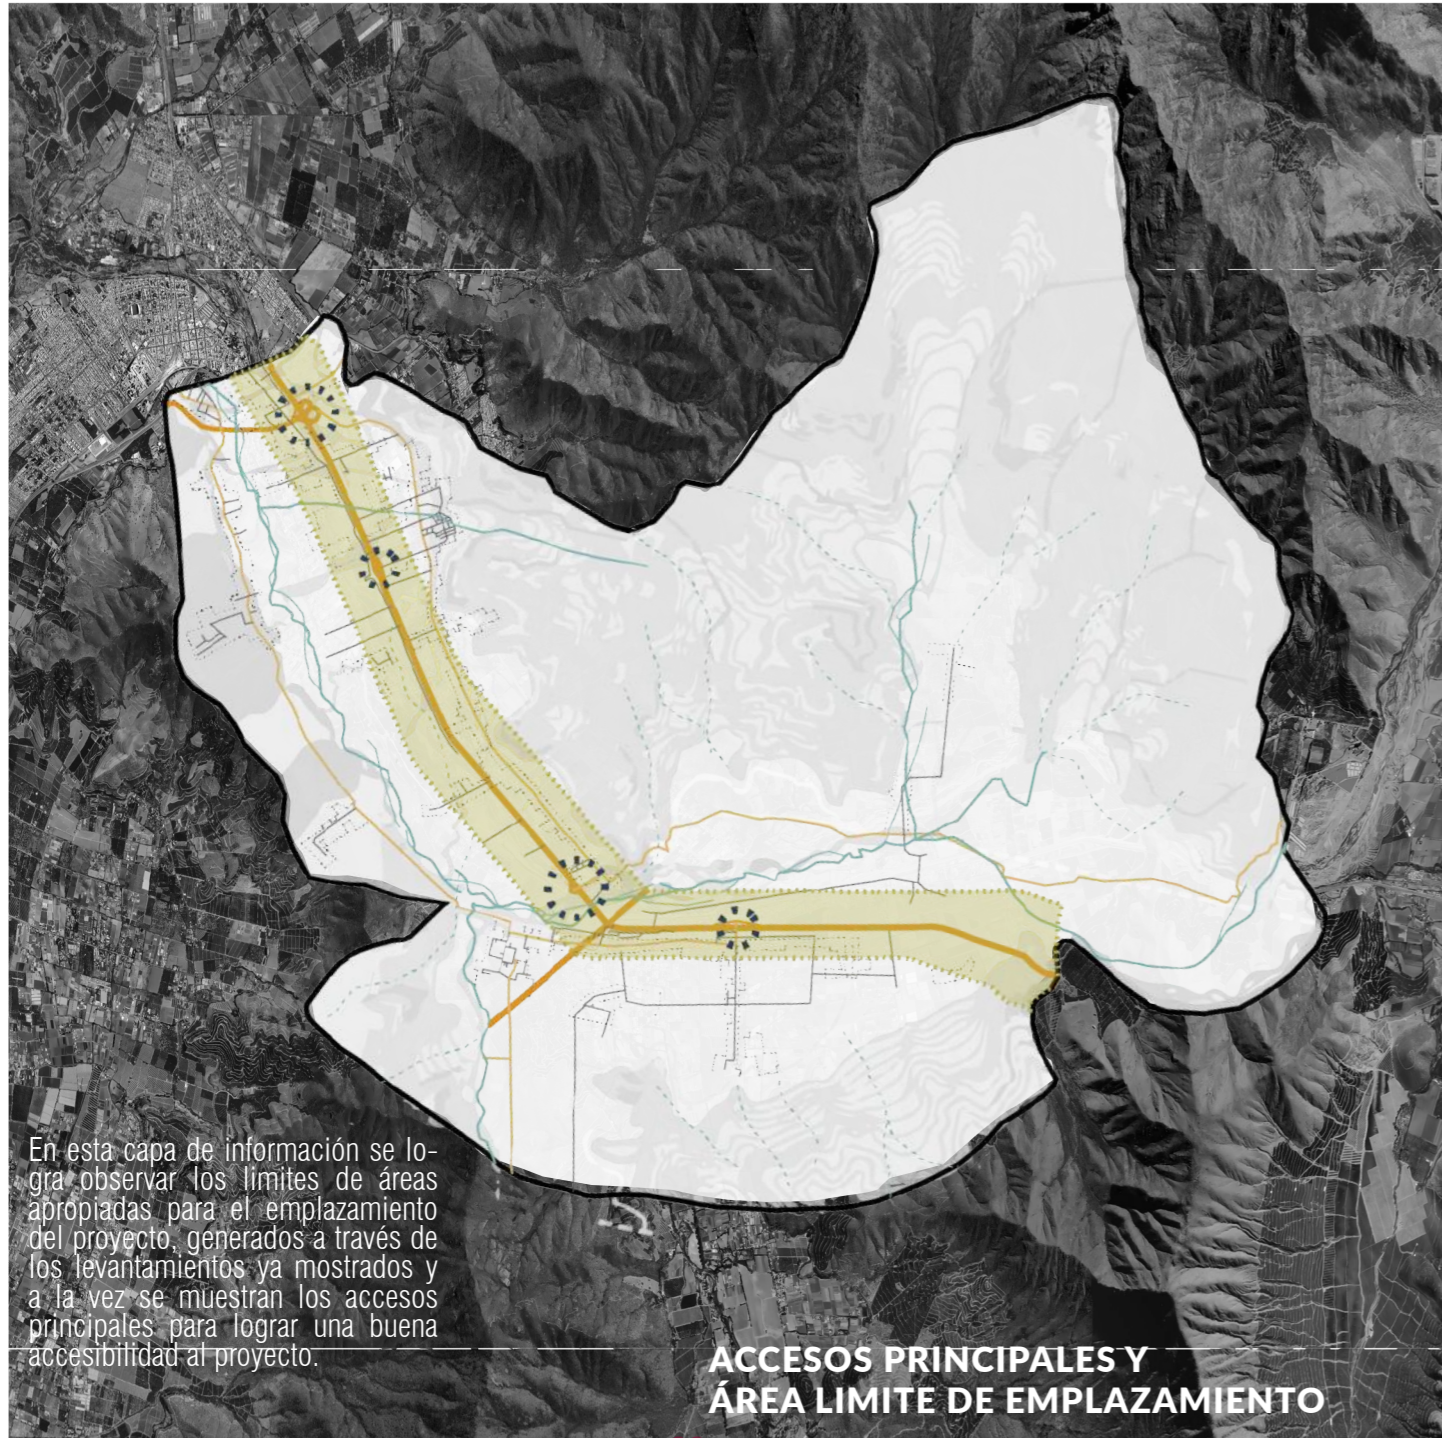 En esta capa de información se lo-
gra observar los límites de áreas
apropiadas para el emplazamiento
del proyecto, generados a través de
los levantamientos ya mostrados y
a la vez se muestran los accesos
principales para lograr una buena
accesibilidad al proyecto.
ACCESOS PRINCIPALES Y
ÁREA LIMITE DE EMPLAZAMIENTO